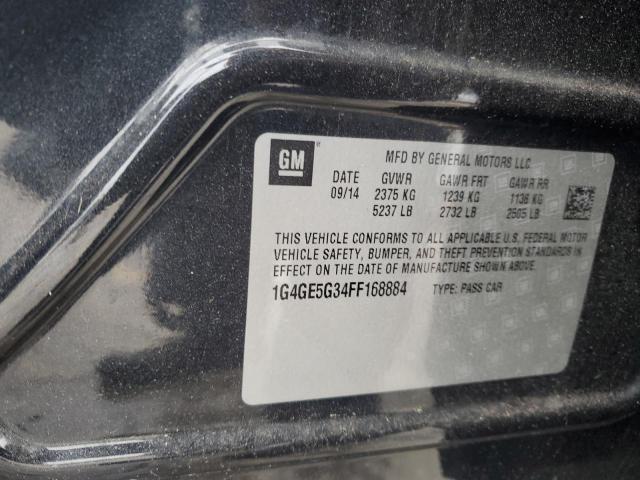 GM
MFD BY GENERAL MOTORS LLC
DATE GVWR GAWR FRT GAWR RR
09/14 2375 KG 1239 KG 1136 KG
5237 LB 2732 LB 2505 LB
THIS VEHICLE CONFORMS TO ALL APPLICABLE U.S. FEDERAL MOTOR
VEHICLE SAFETY, BUMPER, AND THEFT PREVENTION STANDARDS IN
EFFECT ON THE DATE OF MANUFACTURE SHOWN ABOVE.
1G4GE5G34FF168884 TYPE: PASS CAR